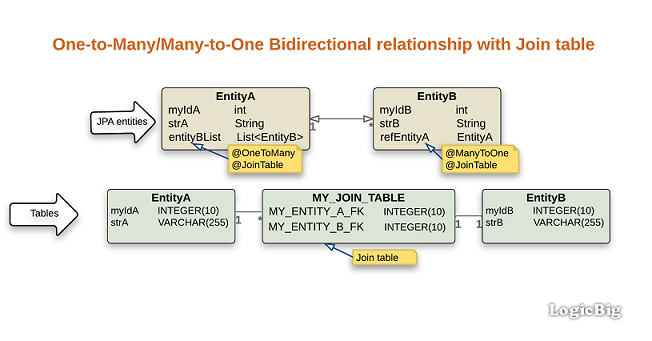 One-to-Many/Many-to-One Bidirectional relationship with Join table
JPA entities
EntityA
myIdA int
strA String
entityBList List<EntityB>
1
*
EntityB
myIdB int
strB String
refEntityA EntityA
@OneToMany
@JoinTable
@ManyToOne
@JoinTable
Tables
EntityA
myIdA INTEGER(10)
strA VARCHAR(255)
1
*
MY_JOIN_TABLE
MY_ENTITY_A_FK INTEGER(10)
MY_ENTITY_B_FK INTEGER(10)
1
1
EntityB
myIdB INTEGER(10)
strB VARCHAR(255)
Join table
LogicBig